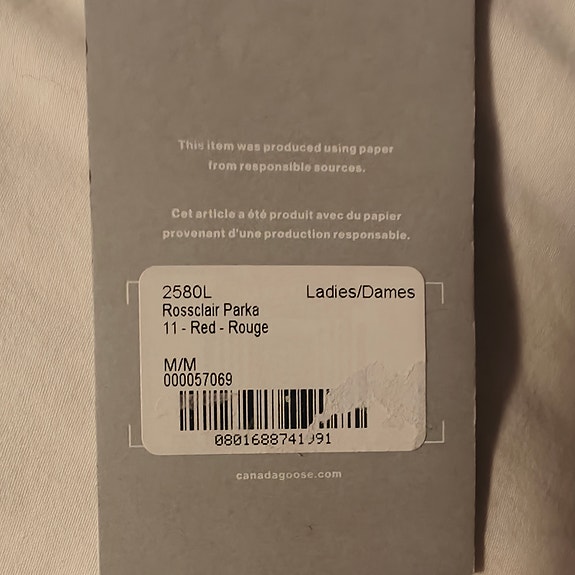 This item was produced using paper
from responsible sources.
Cet article a été produit avec du papier
provenant d'une production responsable.
2580L Ladies/Dames
Rossclair Parka
11 - Red - Rouge
M/M
000057069
canadagoose.com